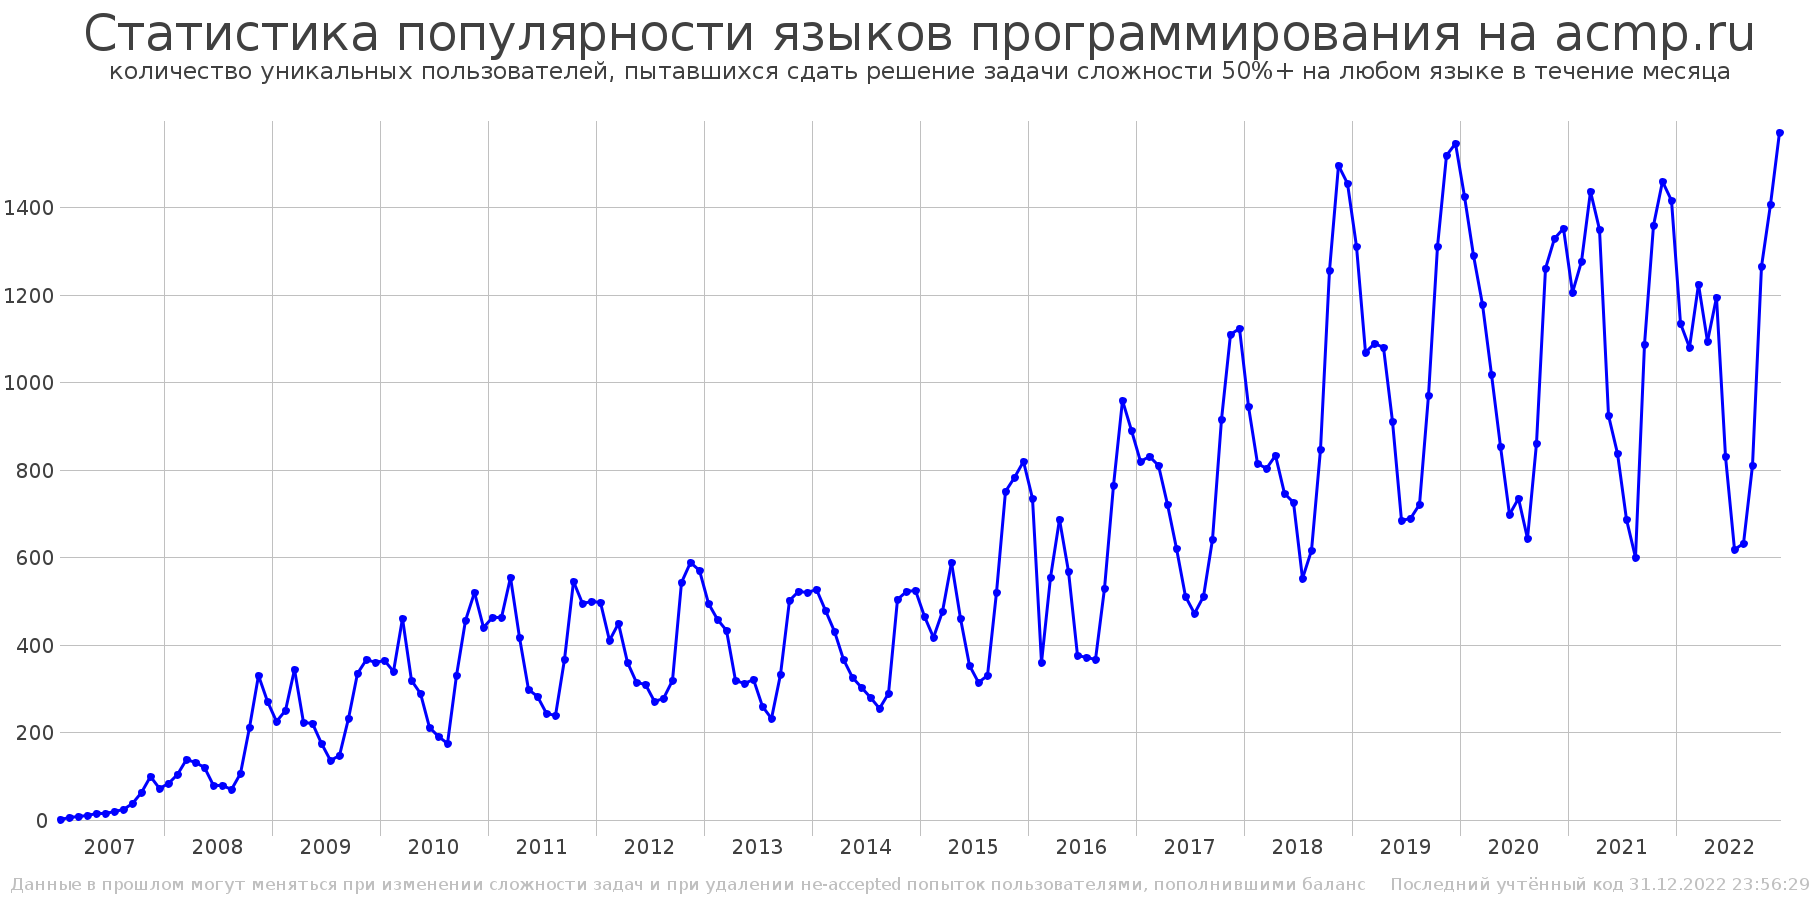 Статистика популярности языков программирования на acmp.ru
количество уникальных пользователей, пытавшихся сдать решение задачи сложности 50%+ на любом языке в течение месяца
1400
1200
1000
800
600
400
200
0
2007 2008 2009 2010 2011 2012 2013 2014 2015 2016 2017 2018 2019 2020 2021 2022
Данные в прошлом могут меняться при изменении сложности задач и при удалении не-accepted попыток пользователями, пополнившими баланс Последний учтённый код 31.12.2022 23:56:29